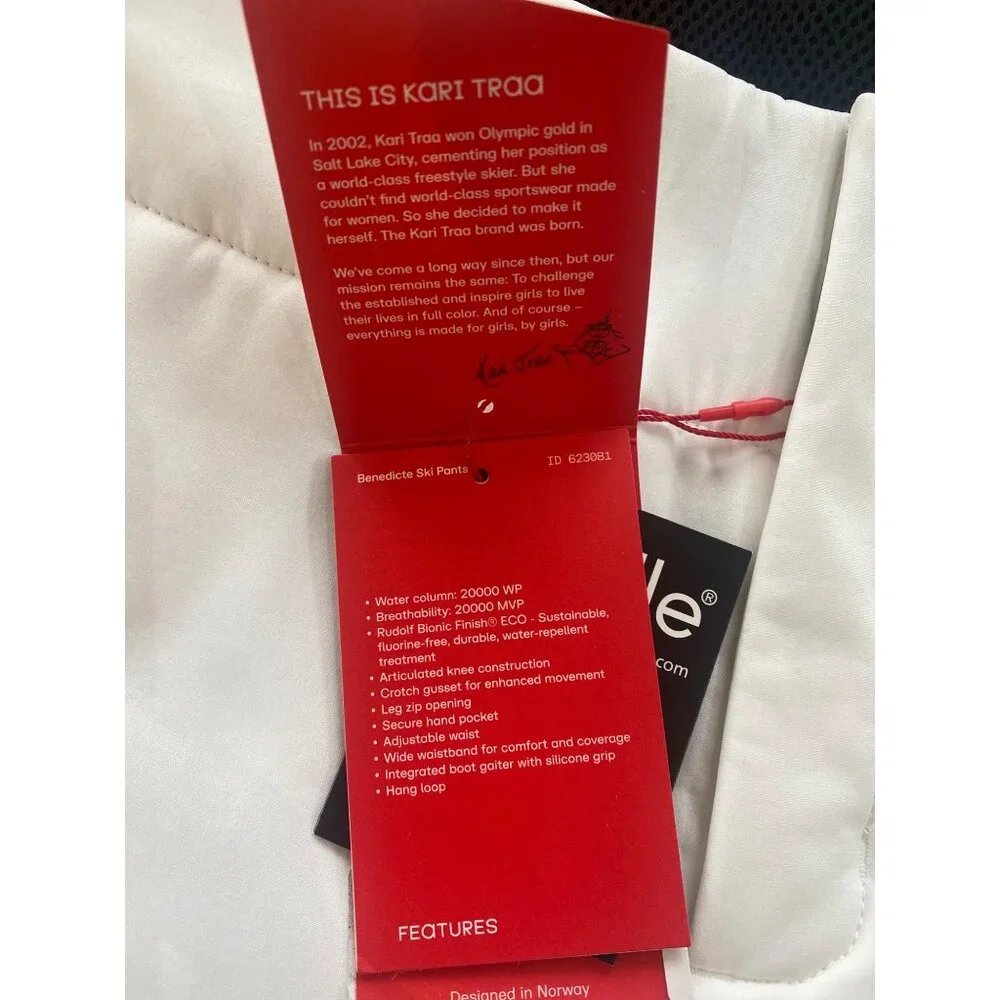 THIS IS KARI TRAA
In 2002, Kari Traa won Olympic gold in
Salt Lake City, cementing her position as
a world-class freestyle skier. But she
couldn't find world-class sportswear made
for women. So she decided to make it
herself. The Kari Traa brand was born.
We've come a long way since then, but our
mission remains the same: To challenge
the established and inspire girls to live
their lives in full color. And of course –
everything is made for girls, by girls.
Kari Traa
Benedicte Ski Pants
ID 623081
• Water column: 20000 WP
• Breathability: 20000 MVP
• Rudolf Bionic Finish® ECO - Sustainable,
fluorine-free, durable, water-repellent
treatment
• Articulated knee construction
• Crotch gusset for enhanced movement
• Leg zip opening
• Secure hand pocket
• Adjustable waist
• Wide waistband for comfort and coverage
• Integrated boot gaiter with silicone grip
• Hang loop
FEATURES
lle®
.com
Designed in Norway